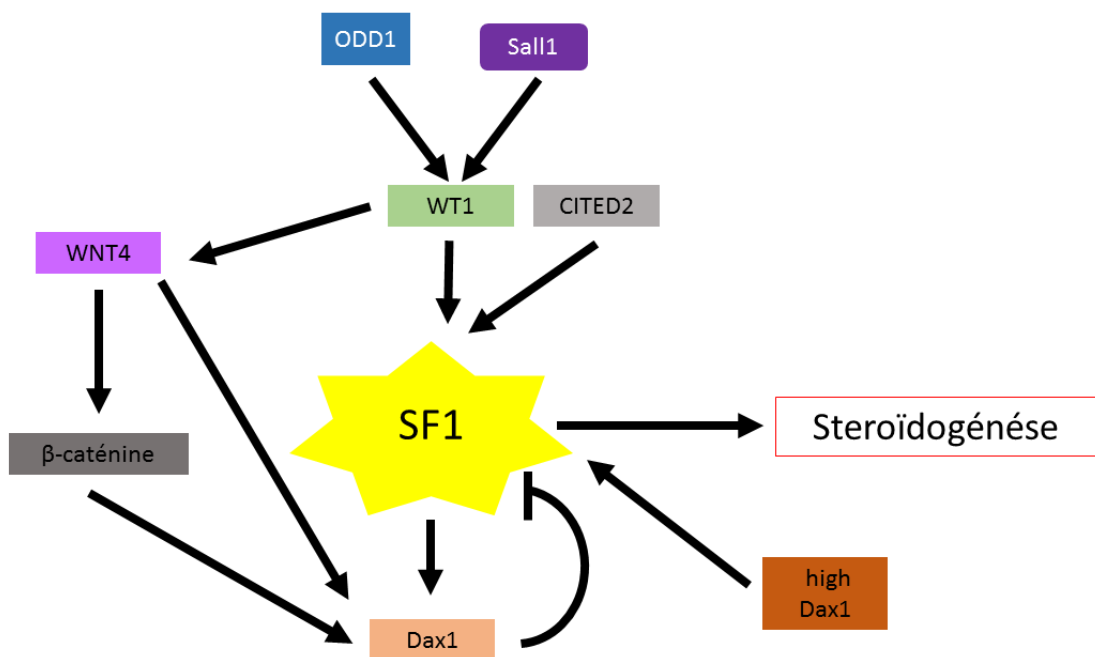 ODD1
Sall1
WT1
CITED2
WNT4
SF1
Steroïdogénése
β-caténine
high
Dax1
Dax1